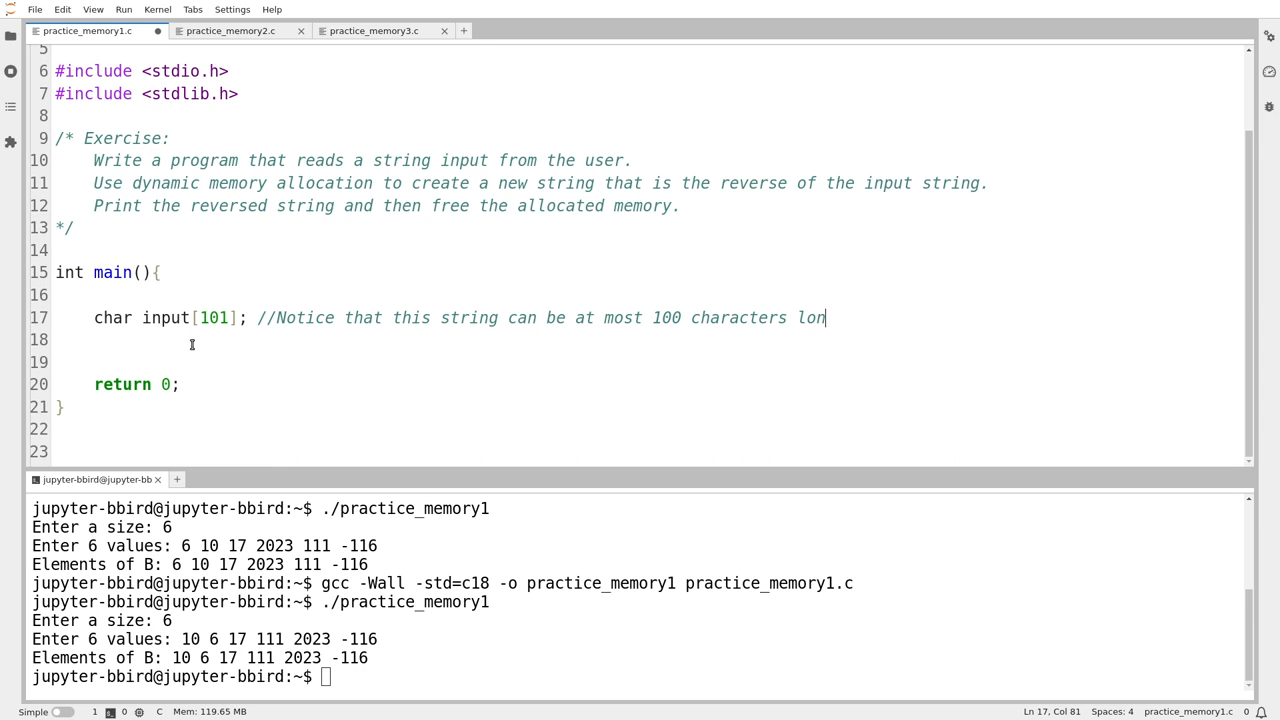 File Edit View Run Kernel Tabs Settings Help
practice_memory1.c practice_memory2.c practice_memory3.c
5
6 #include <stdio.h>
7 #include <stdlib.h>
8
9 /* Exercise:
10     Write a program that reads a string input from the user.
11     Use dynamic memory allocation to create a new string that is the reverse of the input string.
12     Print the reversed string and then free the allocated memory.
13 */
14
15 int main(){
16
17     char input[101]; //Notice that this string can be at most 100 characters lon
18
19
20     return 0;
21 }
22
23
jupyter-bbird@jupyter-bb
jupyter-bbird@jupyter-bbird:~$ ./practice_memory1
Enter a size: 6
Enter 6 values: 6 10 17 2023 111 -116
Elements of B: 6 10 17 2023 111 -116
jupyter-bbird@jupyter-bbird:~$ gcc -Wall -std=c18 -o practice_memory1 practice_memory1.c
jupyter-bbird@jupyter-bbird:~$ ./practice_memory1
Enter a size: 6
Enter 6 values: 10 6 17 111 2023 -116
Elements of B: 10 6 17 111 2023 -116
jupyter-bbird@jupyter-bbird:~$
Simple 1 0 C Mem: 119.65 MB Ln 17, Col 81 Spaces: 4 practice_memory1.c 0